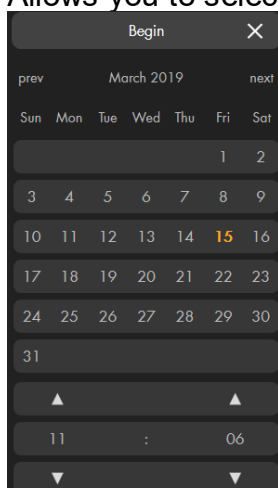 Allows you to selec
Begin ×
prev March 2019 next
Sun Mon Tue Wed Thu Fri Sat
1 2
3 4 5 6 7 8 9
10 11 12 13 14 15 16
17 18 19 20 21 22 23
24 25 26 27 28 29 30
31
▲ ▲
11 : 06
▼ ▼